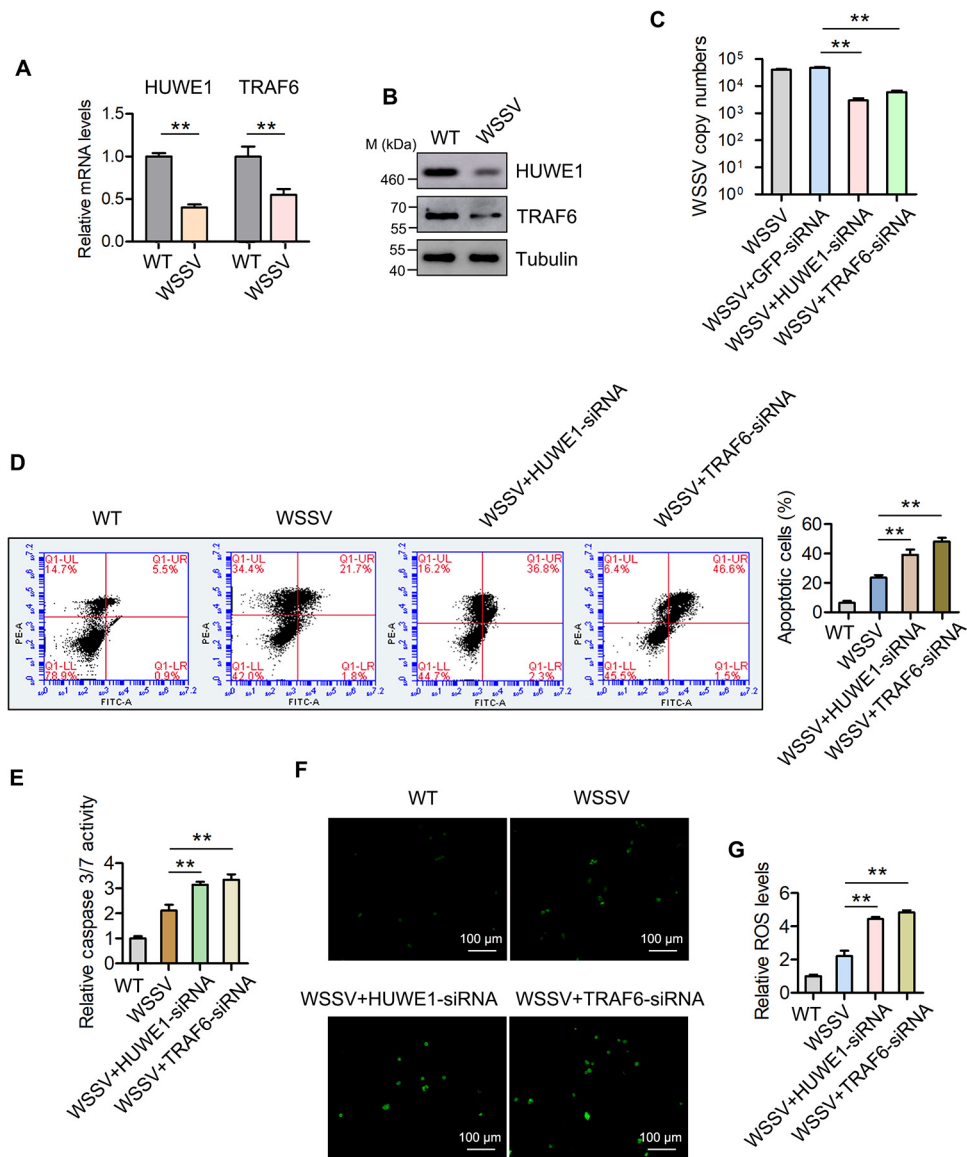 A
HUWE1 TRAF6
** **
Relative mRNA levels
1.0
0.5
0.0
WT
WSSV
WT
WSSV
B
WT WSSV
M (kDa)
460 HUWE1
70
55
TRAF6
55
40
Tubulin
C
**
**
WSSV copy numbers
10⁵
10⁴
10³
10²
10¹
10⁰
WSSV
WSSV+GFP-siRNA
WSSV+HUWE1-siRNA
WSSV+TRAF6-siRNA
D
WT
WSSV
WSSV+HUWE1-siRNA
WSSV+TRAF6-siRNA
Q1-UL Q1-UR
14.7% 5.5%
Q1-LL Q1-LR
78.9% 0.9%
PE-A
FITC-A
Q1-UL Q1-UR
34.4% 21.7%
Q1-LL Q1-LR
42.0% 1.8%
PE-A
FITC-A
Q1-UL Q1-UR
16.2% 36.8%
Q1-LL Q1-LR
44.7% 2.3%
PE-A
FITC-A
Q1-UL Q1-UR
6.4% 46.6%
Q1-LL Q1-LR
45.5% 1.5%
PE-A
FITC-A
Apoptotic cells (%)
**
**
60
40
20
0
WT
WSSV
WSSV+HUWE1-siRNA
WSSV+TRAF6-siRNA
E
Relative caspase 3/7 activity
**
**
4
3
2
1
0
WT
WSSV
WSSV+HUWE1-siRNA
WSSV+TRAF6-siRNA
F
WT WSSV
100 µm 100 µm
WSSV+HUWE1-siRNA WSSV+TRAF6-siRNA
100 µm 100 µm
G
Relative ROS levels
**
**
6
4
2
0
WT
WSSV
WSSV+HUWE1-siRNA
WSSV+TRAF6-siRNA